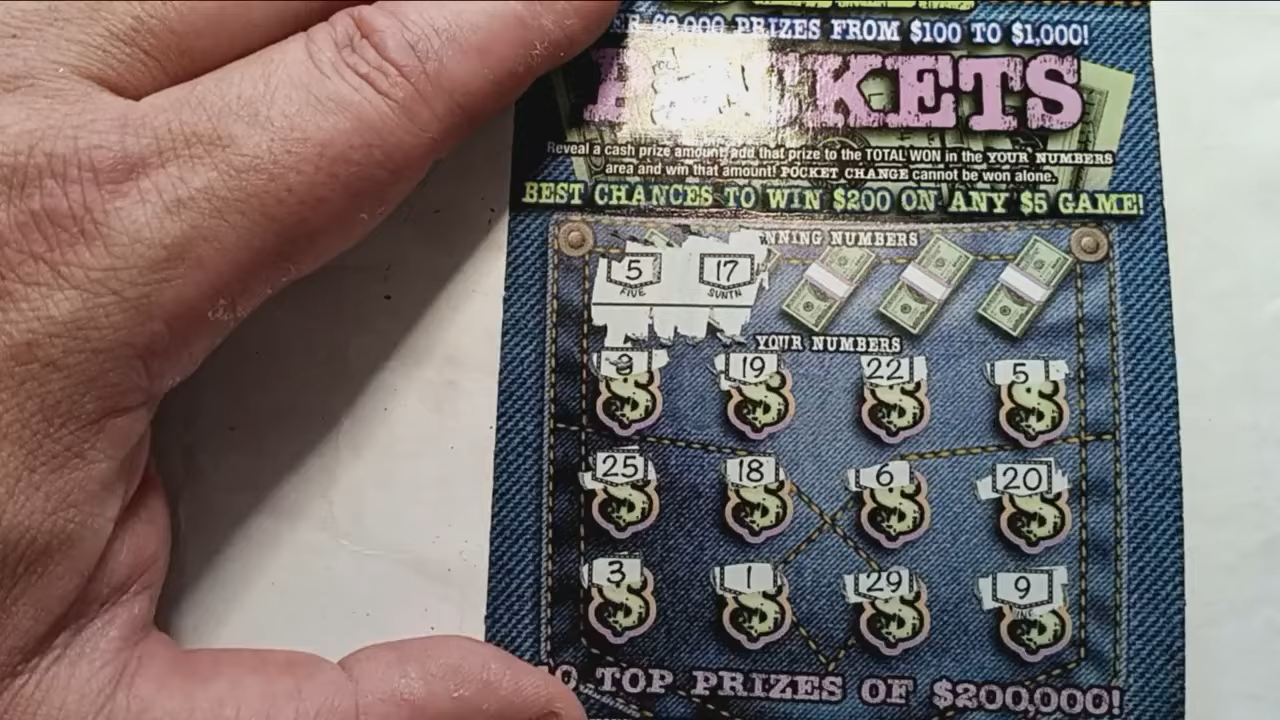 60,000 PRIZES FROM $100 TO $1,000!
KETS
Reveal a cash prize amount, add that prize to the TOTAL WON in the YOUR NUMBERS
area and win that amount! POCKET CHANGE cannot be won alone.
BEST CHANCES TO WIN $200 ON ANY $5 GAME!
NNING NUMBERS
5 17
FIVE SVNTN
YOUR NUMBERS
19 22 5
25 18 6 20
3 1 29 9
0 TOP PRIZES OF $200,000!